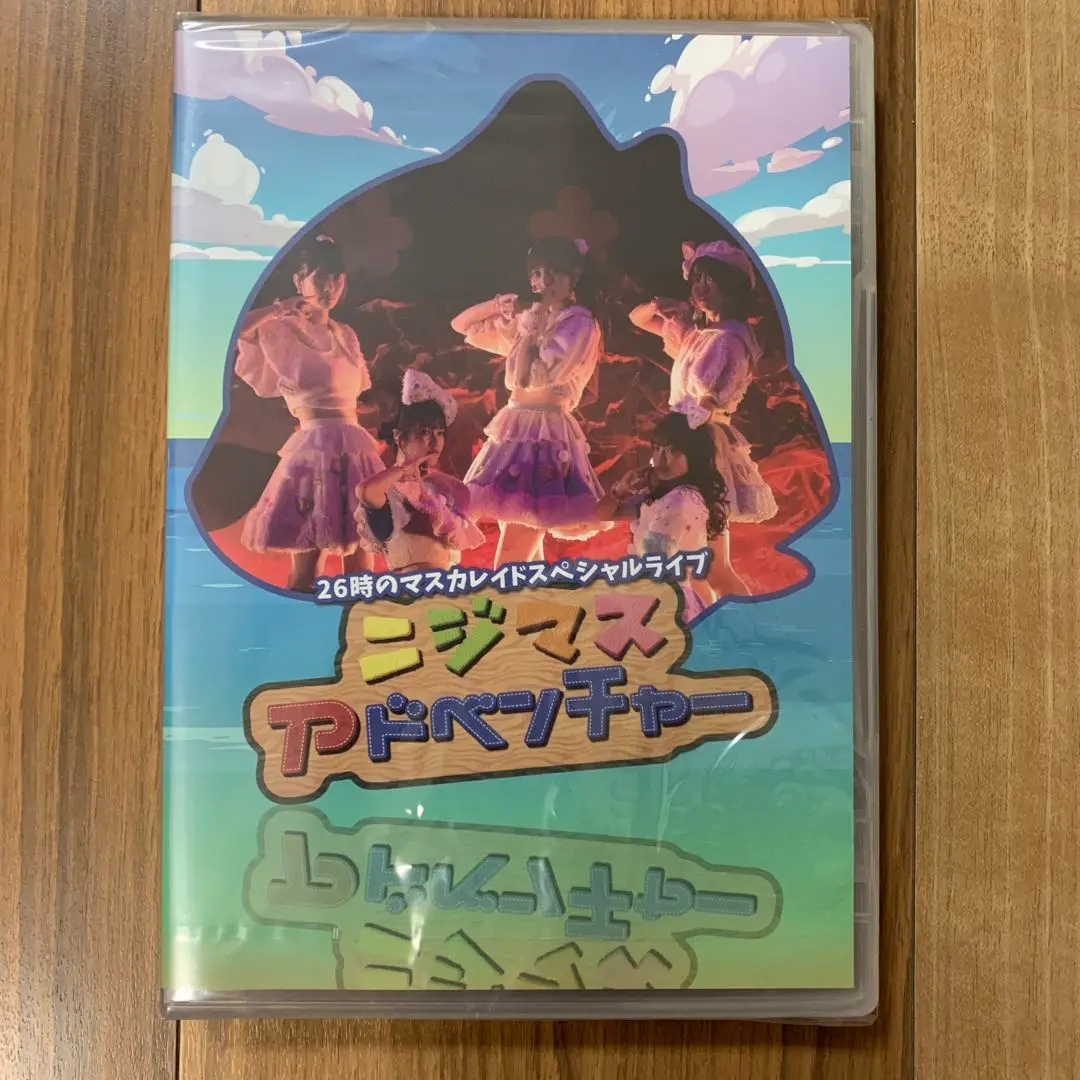 26時のマスカレイドスペシャルライブ
ニジマス
アドベンチャー